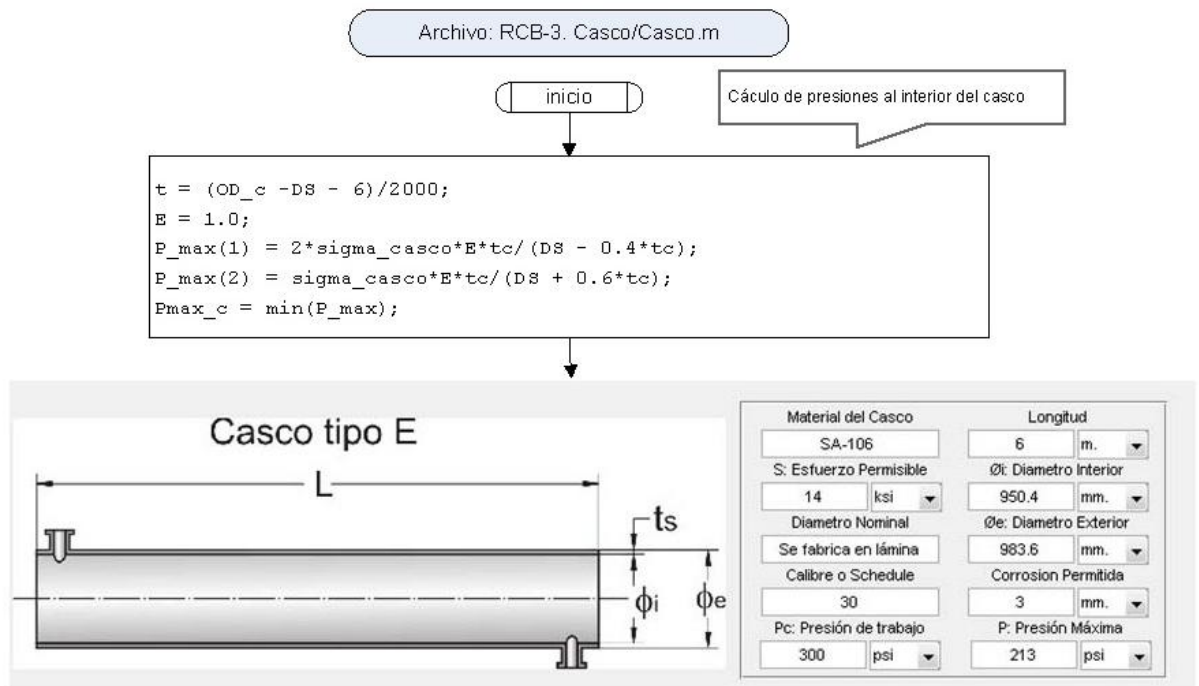 Archivo: RCB-3. Casco/Casco.m
inicio
Cáculo de presiones al interior del casco
t = (OD_c -DS - 6)/2000;
E = 1.0;
P_max(1) = 2*sigma_casco*E*tc/(DS - 0.4*tc);
P_max(2) = sigma_casco*E*tc/(DS + 0.6*tc);
Pmax_c = min(P_max);
Casco tipo E
L
ts
ϕi
ϕe
Material del Casco
SA-106
S: Esfuerzo Permisible
14 ksi
Diametro Nominal
Se fabrica en lámina
Calibre o Schedule
30
Pc: Presión de trabajo
300 psi
Longitud
6 m.
Øi: Diametro Interior
950.4 mm.
Øe: Diametro Exterior
983.6 mm.
Corrosion Permitida
3 mm.
P: Presión Máxima
213 psi